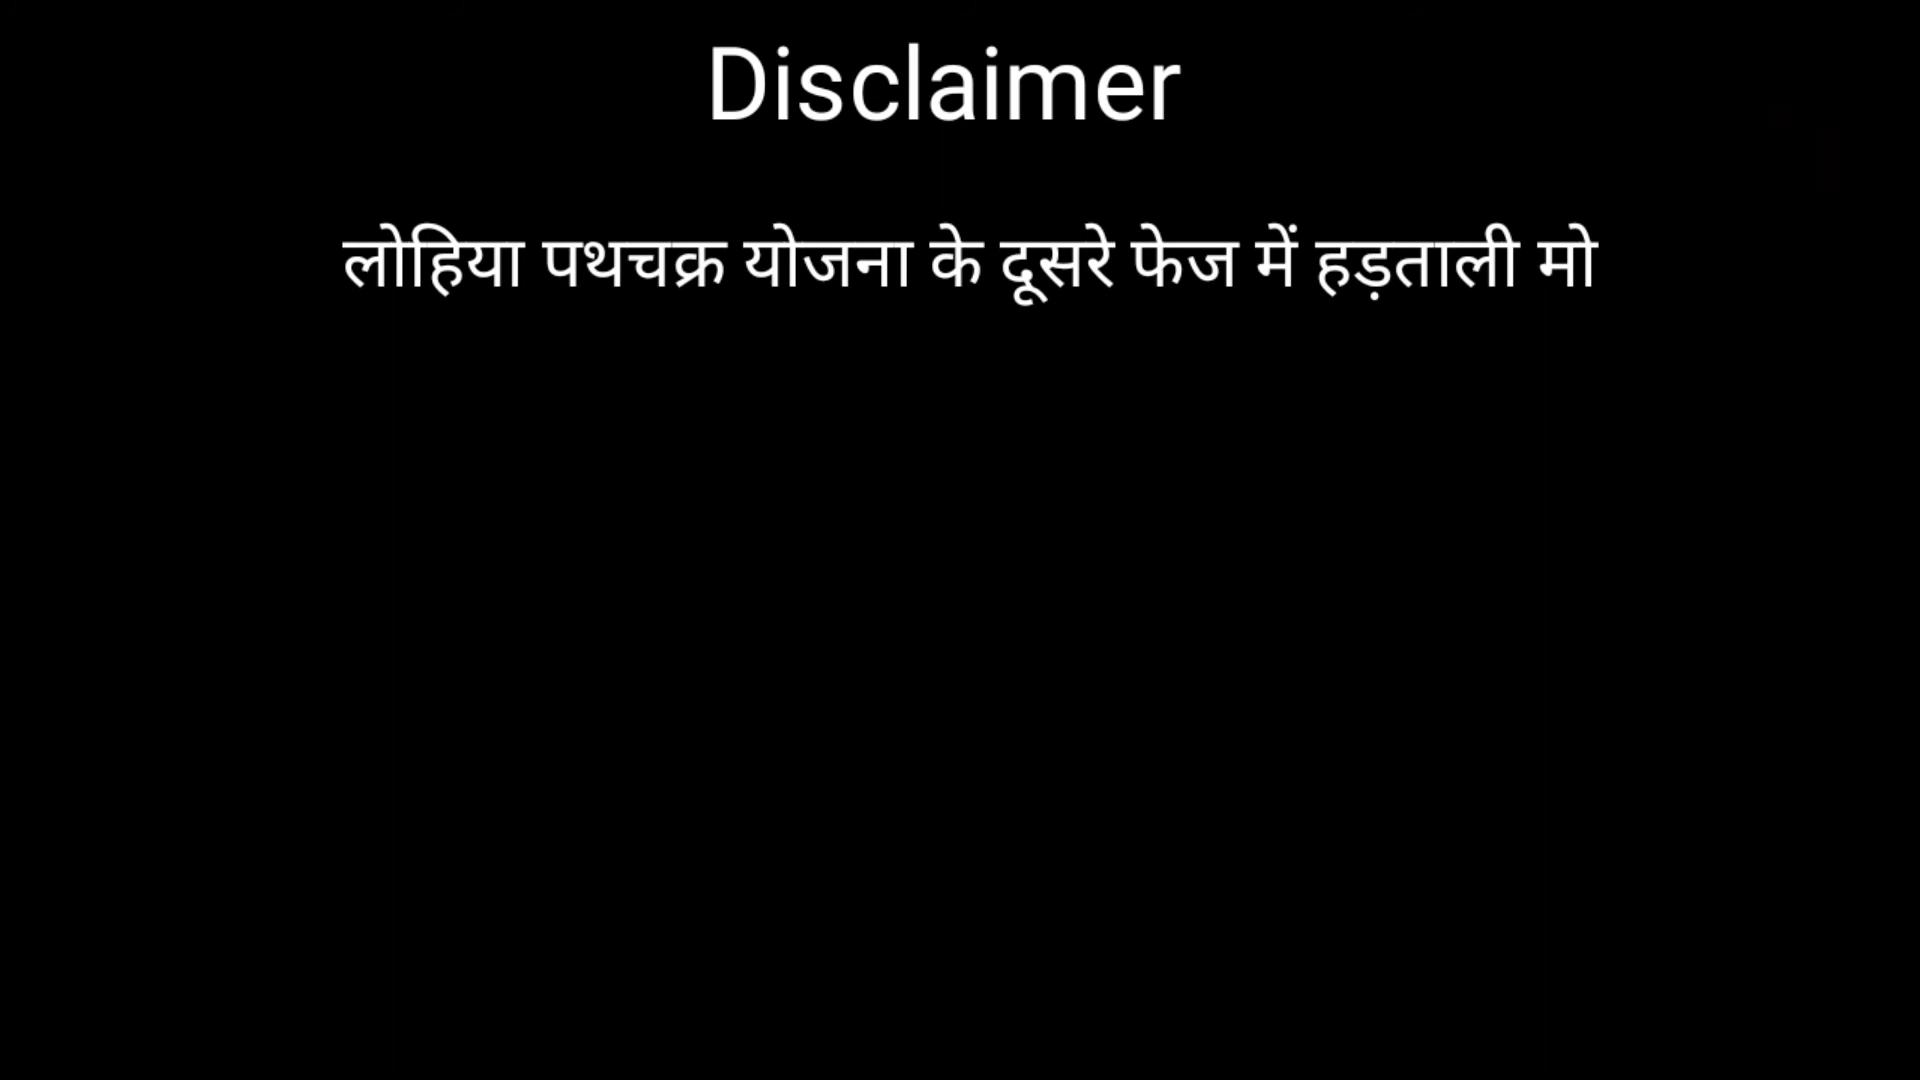 Disclaimer
लोहिया पथचक्र योजना के दूसरे फेज में हड़ताली मो